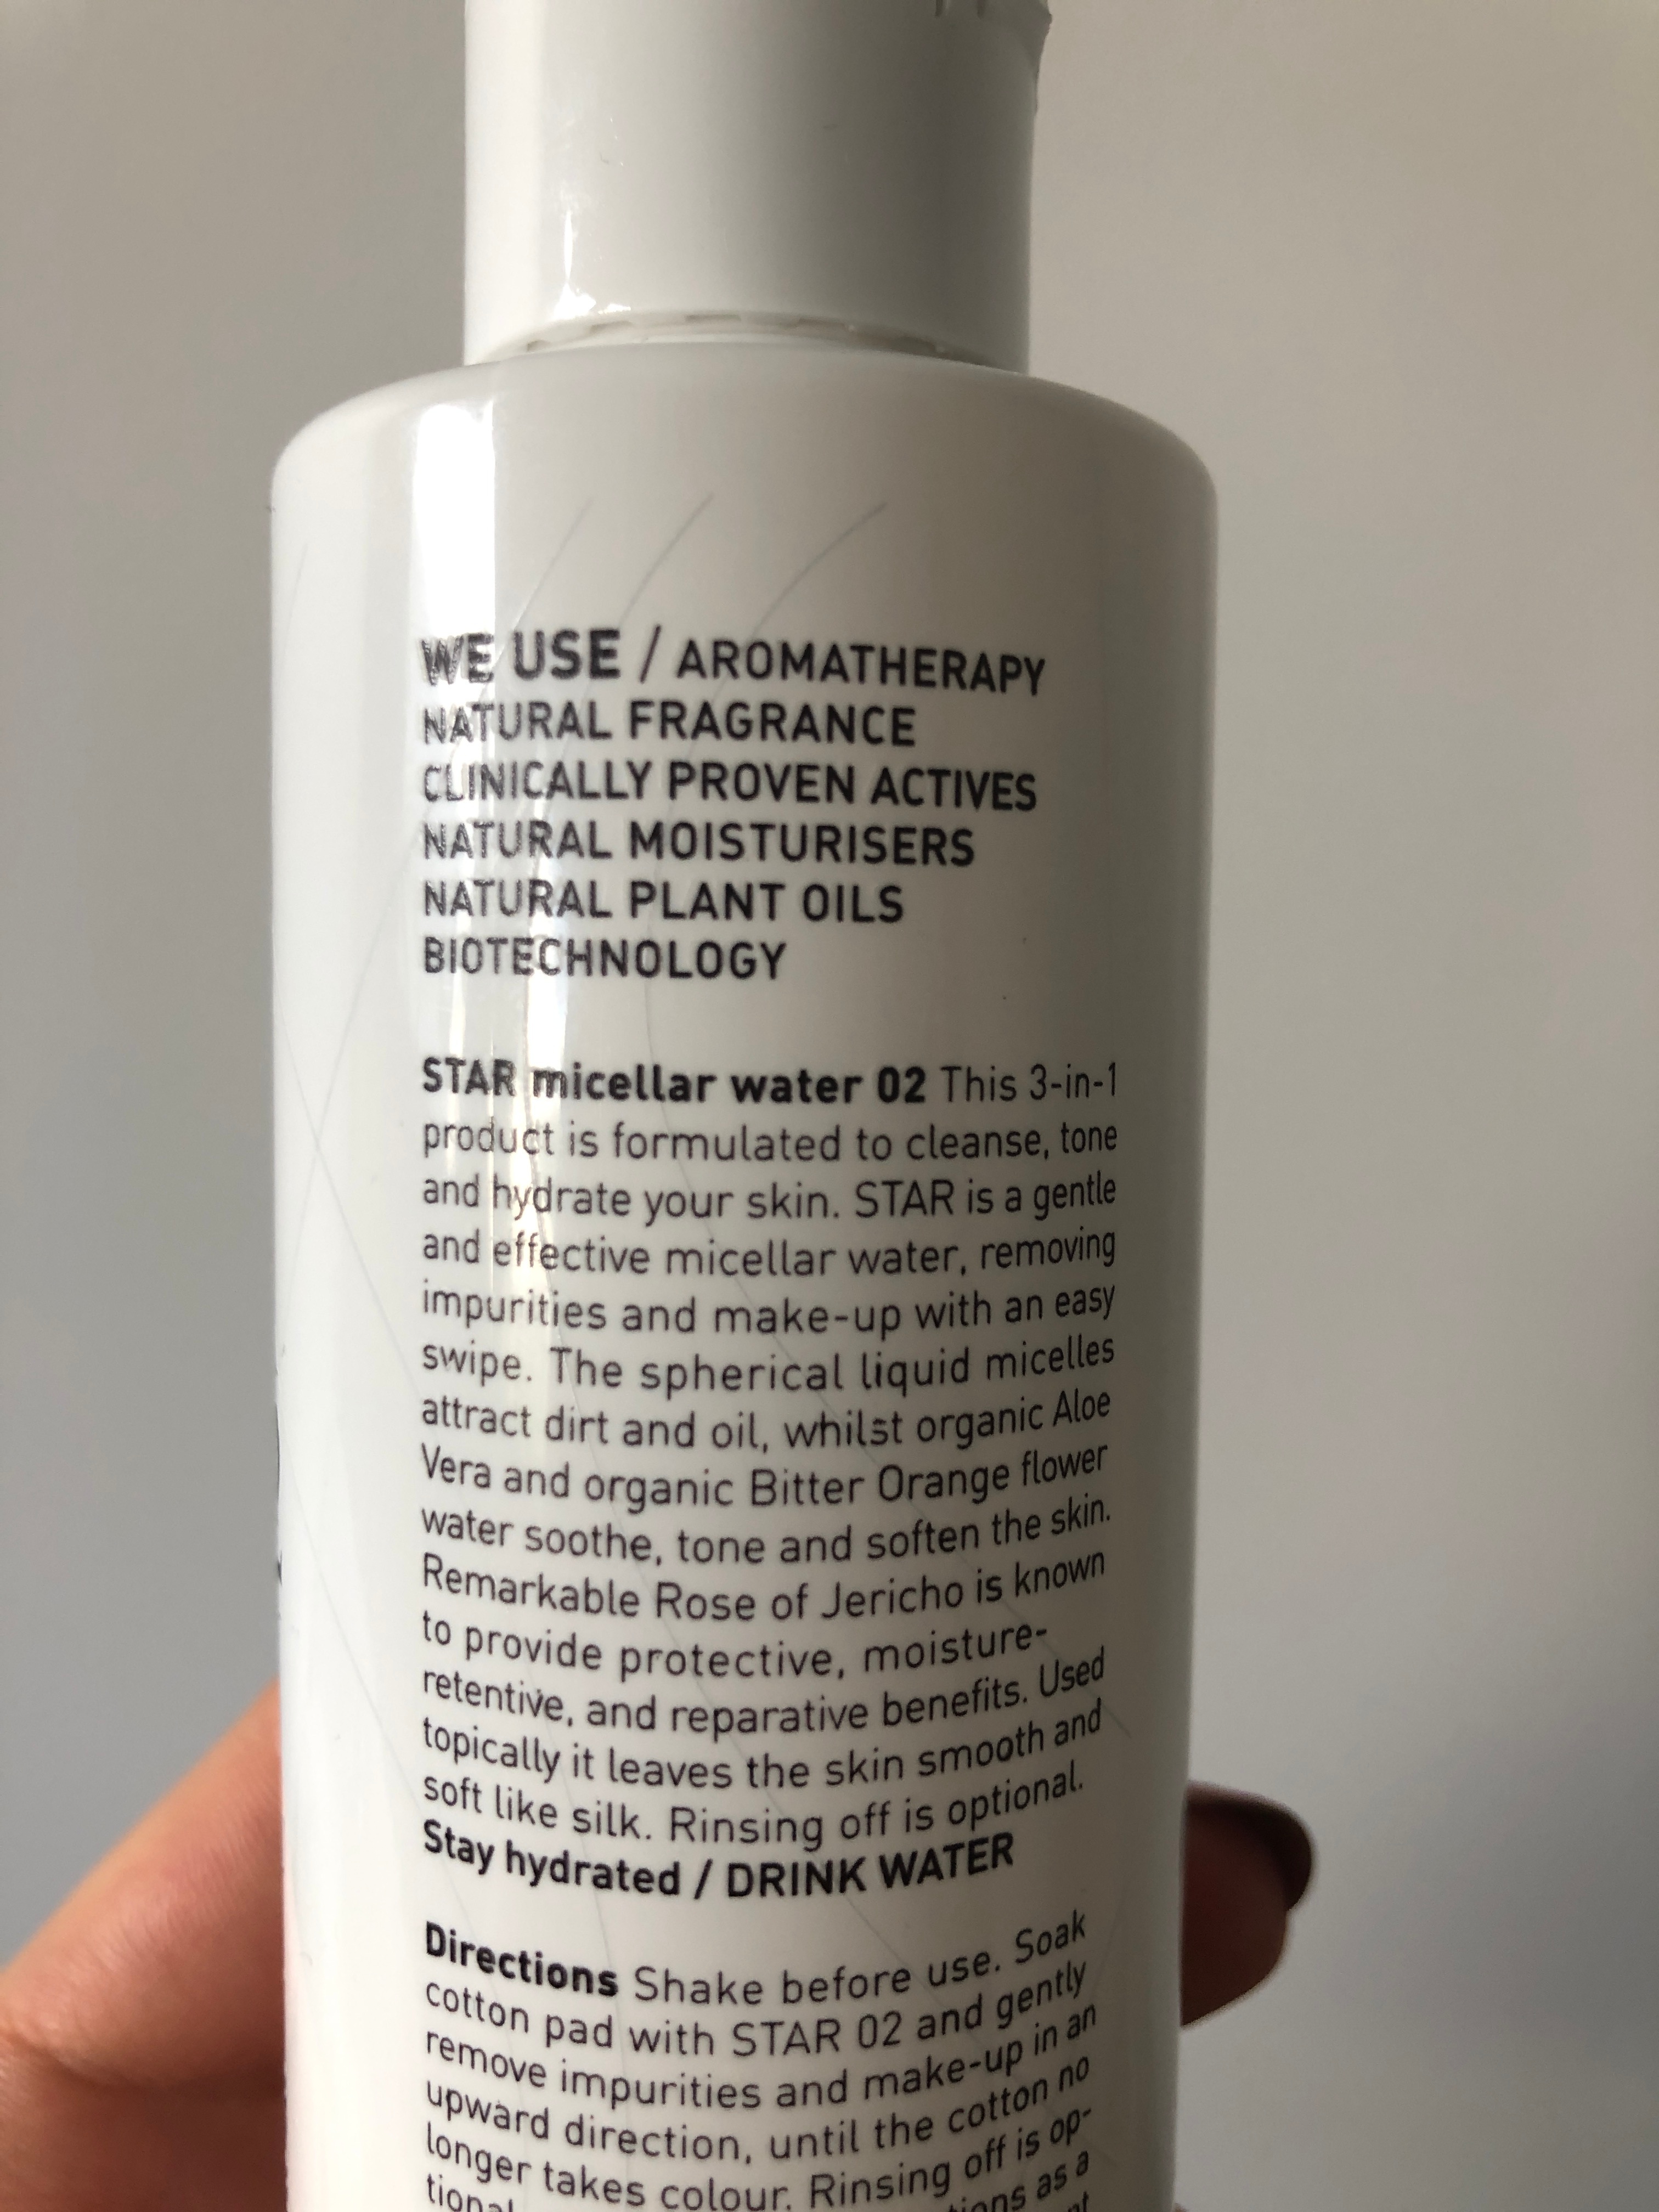 WE USE / AROMATHERAPY
NATURAL FRAGRANCE
CLINICALLY PROVEN ACTIVES
NATURAL MOISTURISERS
NATURAL PLANT OILS
BIOTECHNOLOGY
STAR micellar water 02 This 3-in-1
product is formulated to cleanse, tone
and hydrate your skin. STAR is a gentle
and effective micellar water, removing
impurities and make-up with an easy
swipe. The spherical liquid micelles
attract dirt and oil, whilst organic Aloe
Vera and organic Bitter Orange flower
water soothe, tone and soften the skin.
Remarkable Rose of Jericho is known
to provide protective, moisture-
retentive, and reparative benefits. Used
topically it leaves the skin smooth and
soft like silk. Rinsing off is optional.
Stay hydrated / DRINK WATER
Directions Shake before use. Soak
cotton pad with STAR 02 and gently
remove impurities and make-up in an
upward direction, until the cotton no
longer takes colour. Rinsing off is op-
as a